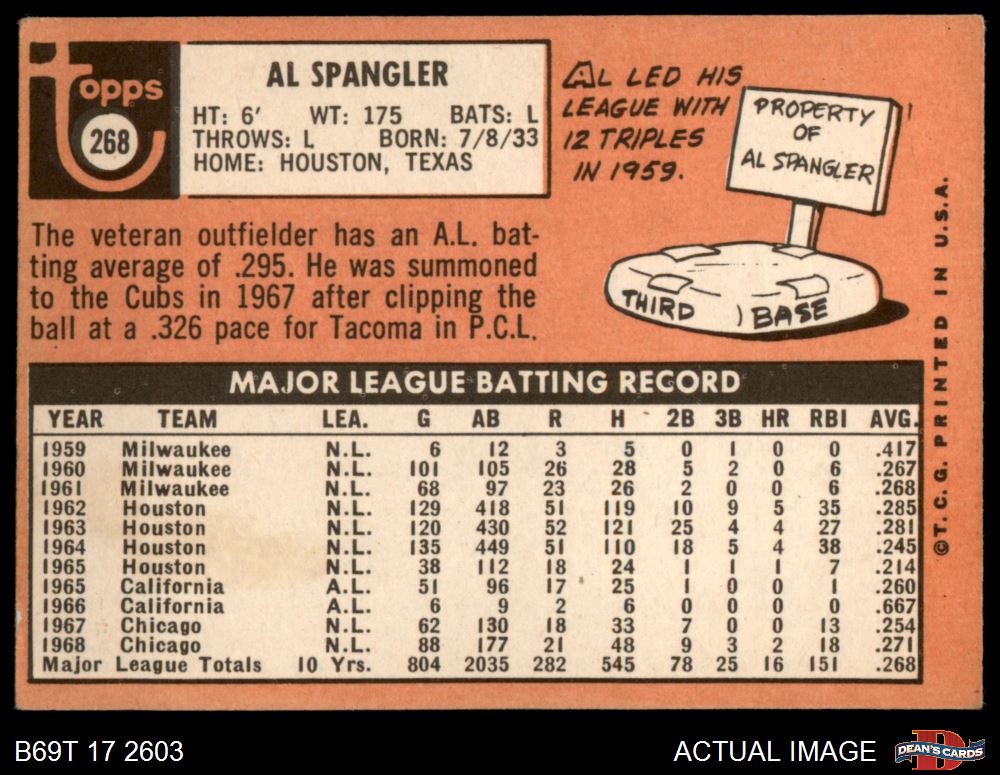 Topps
268
AL SPANGLER
HT: 6' WT: 175 BATS: L
THROWS: L BORN: 7/8/33
HOME: HOUSTON, TEXAS
AL LED HIS
LEAGUE WITH
12 TRIPLES
IN 1959.
PROPERTY
OF
AL SPANGLER
THIRD BASE
The veteran outfielder has an A.L. bat-
ting average of .295. He was summoned
to the Cubs in 1967 after clipping the
ball at a .326 pace for Tacoma in P.C.L.
MAJOR LEAGUE BATTING RECORD
YEAR TEAM LEA. G AB R H 2B 3B HR RBI AVG.
1959 Milwaukee N.L. 6 12 3 5 0 1 0 0 .417
1960 Milwaukee N.L. 101 105 26 28 5 2 0 6 .267
1961 Milwaukee N.L. 68 97 23 26 2 0 0 6 .268
1962 Houston N.L. 129 418 51 119 10 9 5 35 .285
1963 Houston N.L. 120 430 52 121 25 4 4 27 .281
1964 Houston N.L. 135 449 51 110 18 5 4 38 .245
1965 Houston N.L. 38 112 18 24 1 1 1 7 .214
1965 California A.L. 51 96 17 25 1 0 0 1 .260
1966 California A.L. 6 9 2 6 0 0 0 0 .667
1967 Chicago N.L. 62 130 18 33 7 0 0 13 .254
1968 Chicago N.L. 88 177 21 48 9 3 2 18 .271
Major League Totals 10 Yrs. 804 2035 282 545 78 25 16 151 .268
©T.C.G. PRINTED IN U.S.A.
B69T 17 2603
ACTUAL IMAGE
D
DEAN'S CARDS